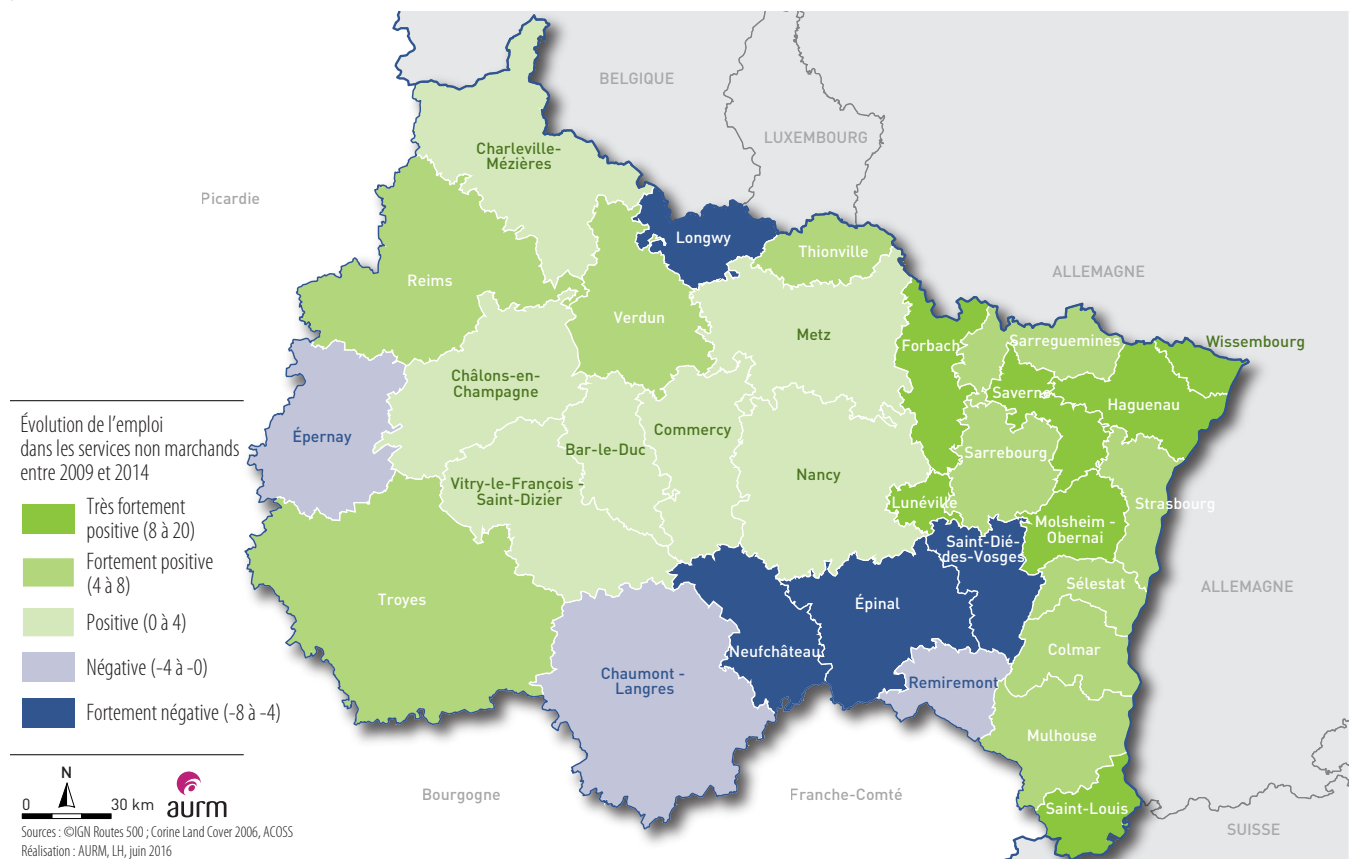 BELGIQUE
LUXEMBOURG
Charleville-
Mézières
Picardie
Longwy
Thionville
ALLEMAGNE
Reims
Verdun
Metz
Forbach
Sarreguemines
Wissembourg
Châlons-en-
Champagne
Saverne
Haguenau
Évolution de l'emploi
dans les services non marchands
entre 2009 et 2014
Épernay
Bar-le-Duc
Commercy
Sarrebourg
Vitry-le-François -
Saint-Dizier
Nancy
Lunéville
Strasbourg
Très fortement
positive (8 à 20)
Molsheim -
Obernai
Saint-Dié-
des-Vosges
Fortement positive
(4 à 8)
Troyes
Épinal
Sélestat
ALLEMAGNE
Positive (0 à 4)
Neufchâteau
Colmar
Négative (-4 à -0)
Chaumont -
Langres
Remiremont
Fortement négative (-8 à -4)
Mulhouse
N
0 30 km
aurm
Bourgogne
Franche-Comté
Saint-Louis
SUISSE
Sources : ©IGN Routes 500 ; Corine Land Cover 2006, ACOSS
Réalisation : AURM, LH, juin 2016